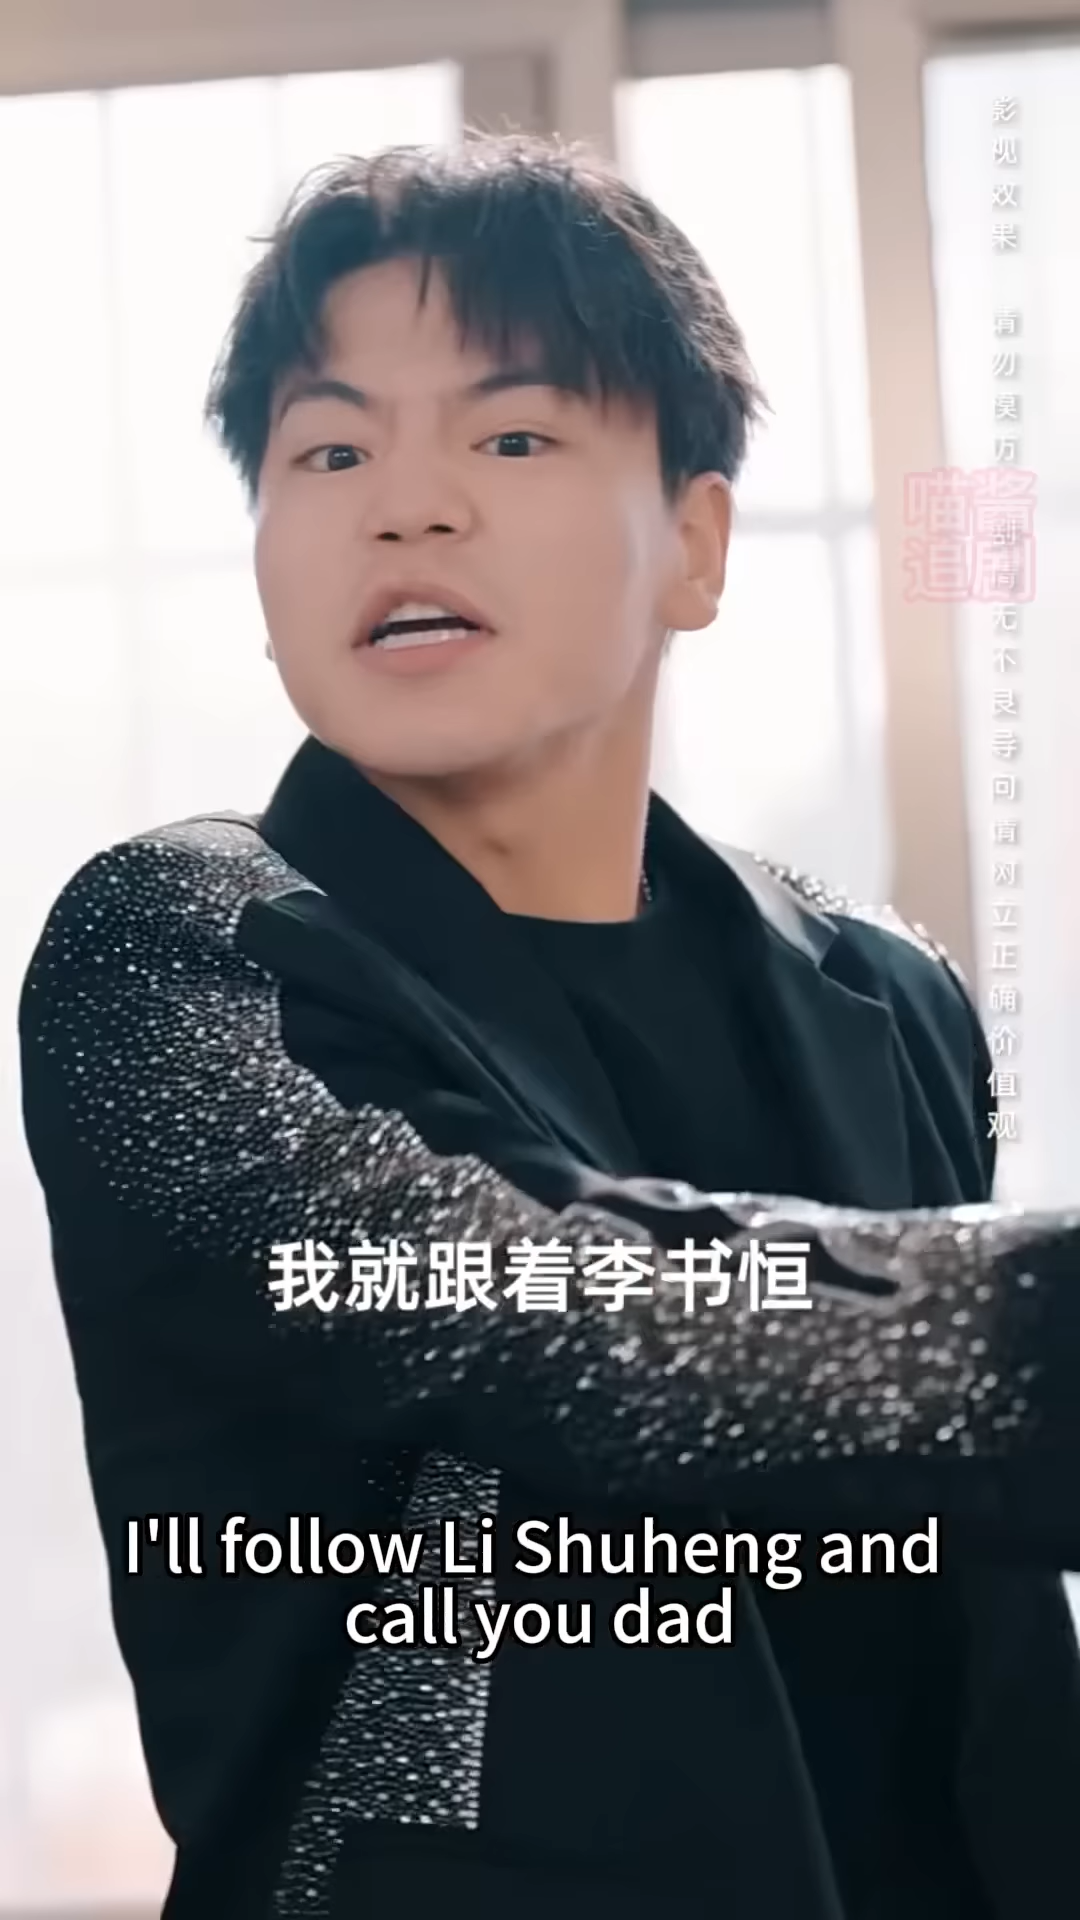 影视效果 请勿模仿 剧情无不良导向 请对立正确价值观
喵酱
追剧
我就跟着李书恒
I'll follow Li Shuheng and
call you dad